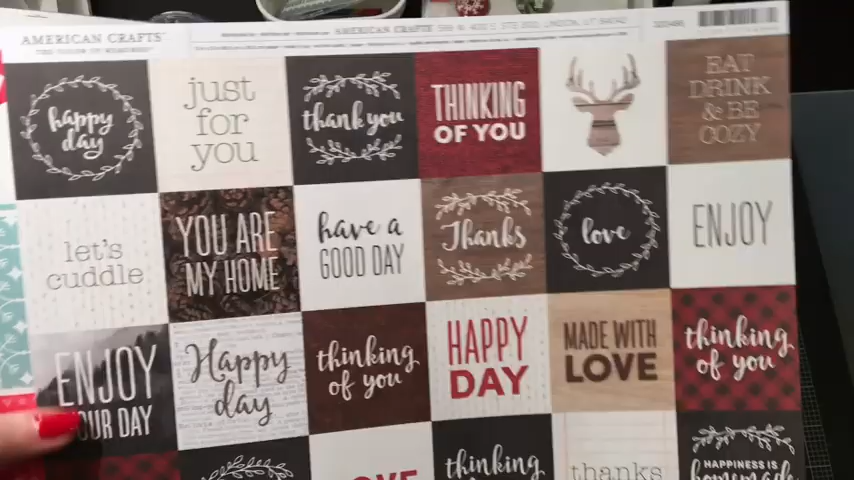 AMERICAN CRAFTS
happy
day
just
for
you
thank you
THINKING
OF YOU
EAT
DRINK
& BE
COZY
let's
cuddle
YOU ARE
MY HOME
have a
GOOD DAY
Thanks
love
ENJOY
ENJOY
OUR DAY
Happy
day
thinking
of you
HAPPY
DAY
MADE WITH
LOVE
thinking
of you
LOVE
thinking
thanks
HAPPINESS IS
homemade